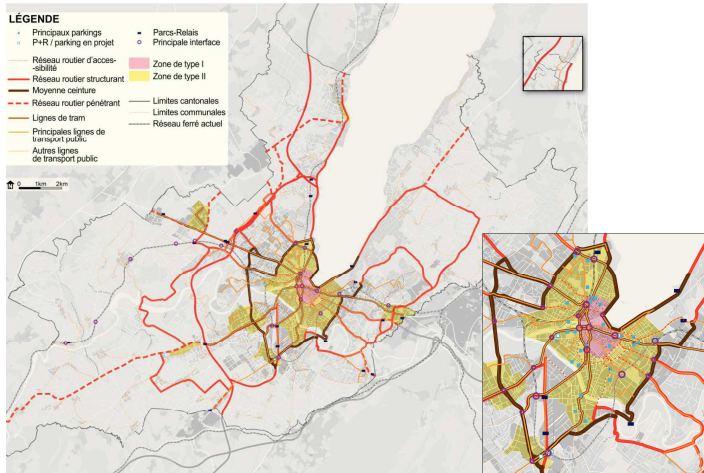 LÉGENDE
Principaux parkings
P+R / parking en projet
Réseau routier d'acces-
-sibilité
Réseau routier structurant
Moyenne ceinture
Réseau routier pénétrant
Lignes de tram
Principales lignes de
transport public
Autres lignes
de transport public
Parcs-Relais
Principale interface
Zone de type I
Zone de type II
Limites cantonales
Limites communales
Réseau ferré actuel
0 1km 2km